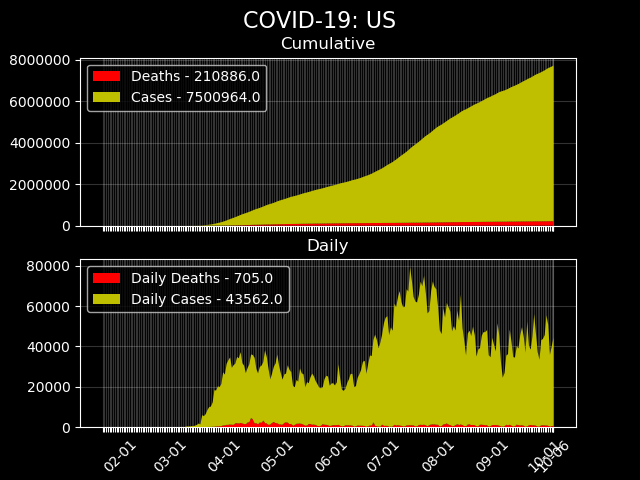 COVID-19: US
Cumulative
8000000
6000000
4000000
2000000
0
Deaths - 210886.0
Cases - 7500964.0
Daily
80000
60000
40000
20000
0
Daily Deaths - 705.0
Daily Cases - 43562.0
02-01 03-01 04-01 05-01 06-01 07-01 08-01 09-01 10-01 10-06